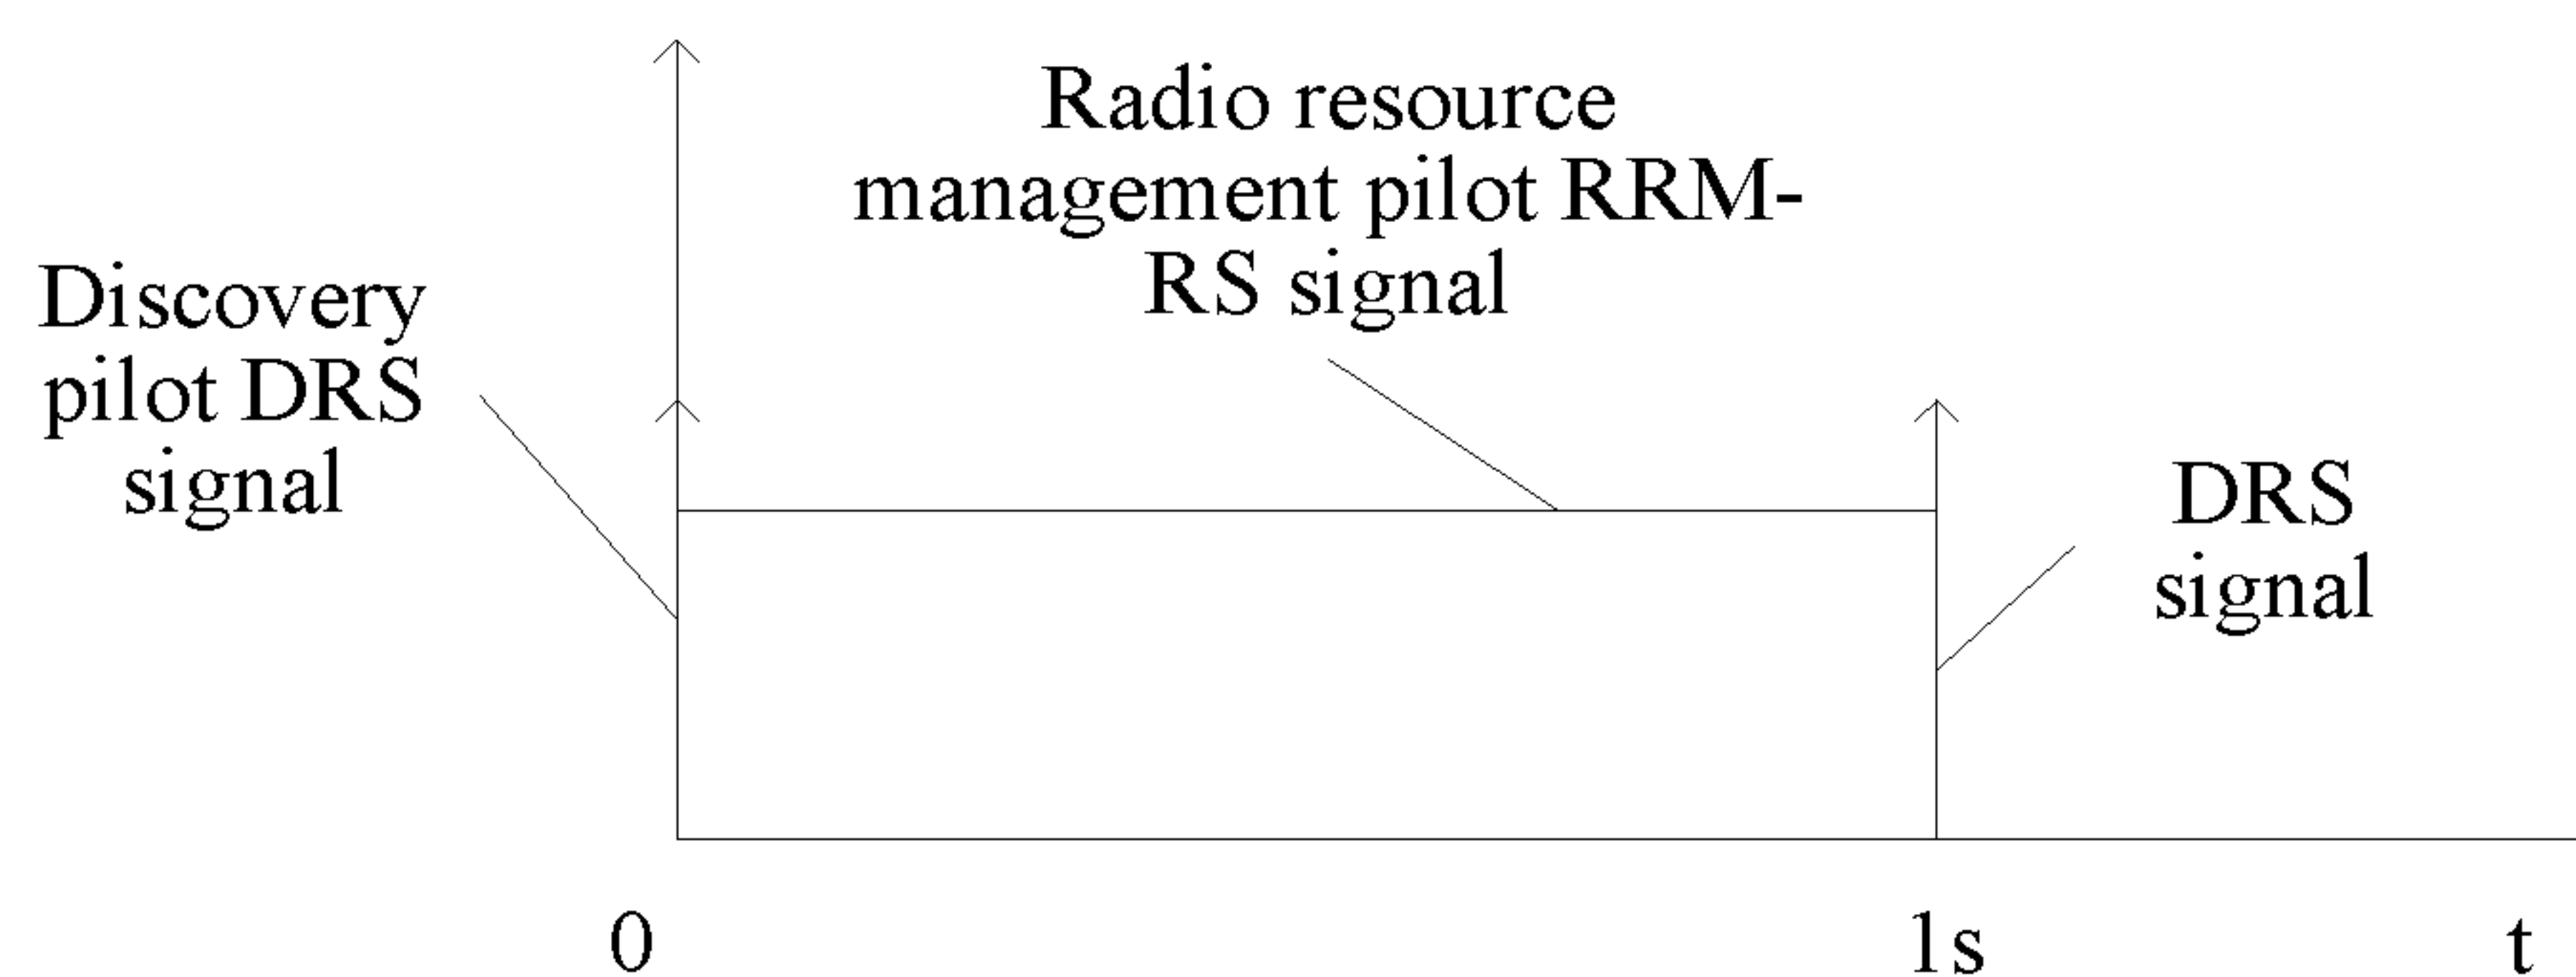 Radio resource
management pilot RRM-
RS signal
Discovery
pilot DRS
signal
DRS
signal
0
1s
t